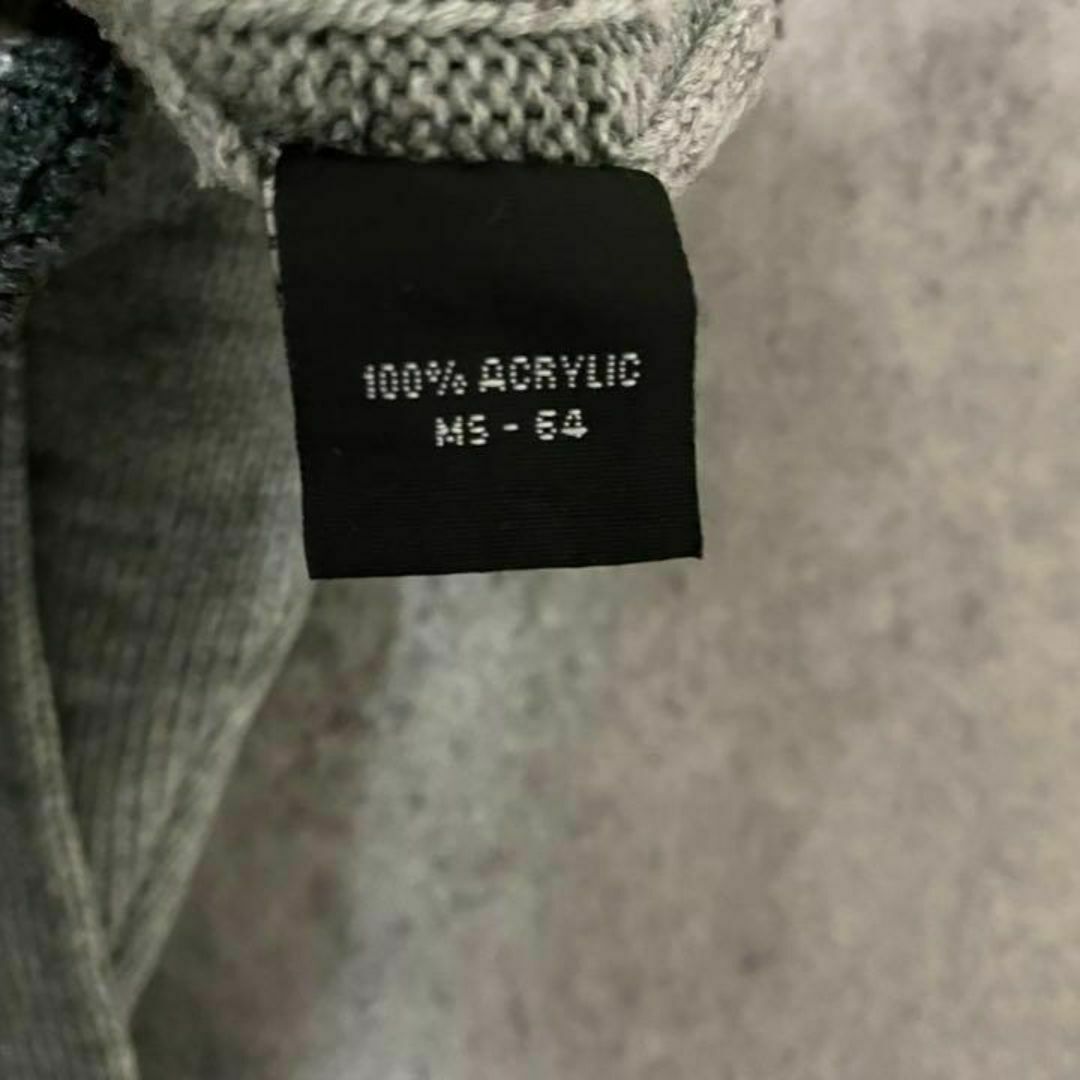 100% ACRYLIC
MS - 64